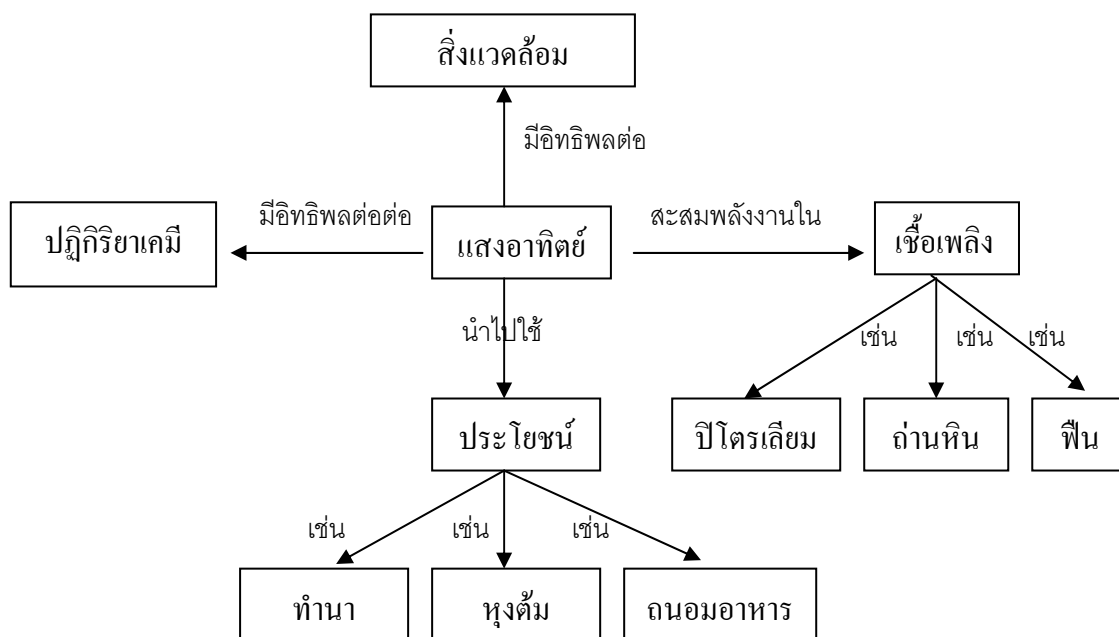 สิ่งแวดล้อม
มีอิทธิพลต่อ
ปฏิกิริยาเคมี
มีอิทธิพลต่อต่อ
แสงอาทิตย์
สะสมพลังงานใน
เชื้อเพลิง
นำไปใช้
เช่น
เช่น
เช่น
ประโยชน์
ปิโตรเลียม
ถ่านหิน
ฟืน
เช่น
เช่น
เช่น
ทำนา
หุงต้ม
ถนอมอาหาร